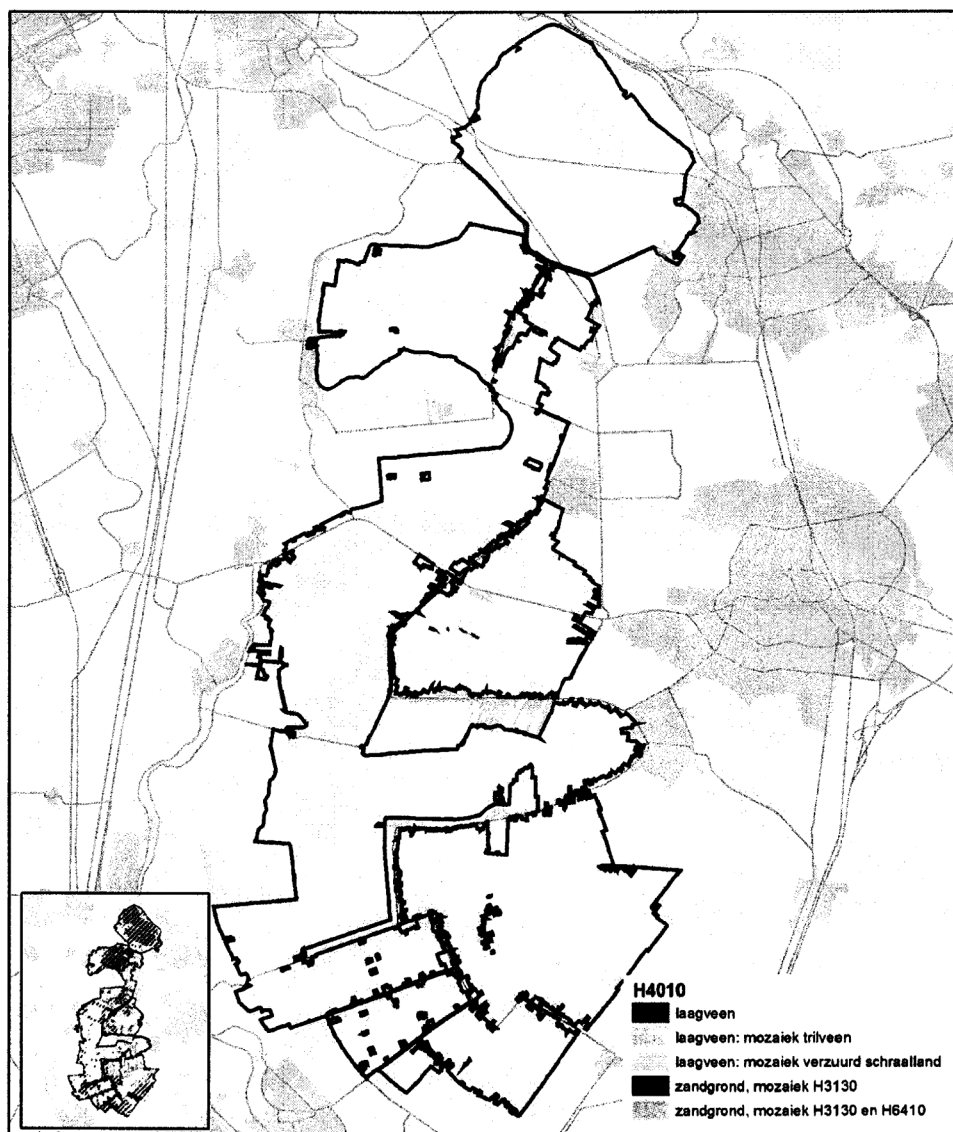 H4010
laagveen
laagveen: mozaiek trilveen
laagveen: mozaiek verzuurd schraalland
zandgrond, mozaiek H3130
zandgrond, mozaiek H3130 en H6410